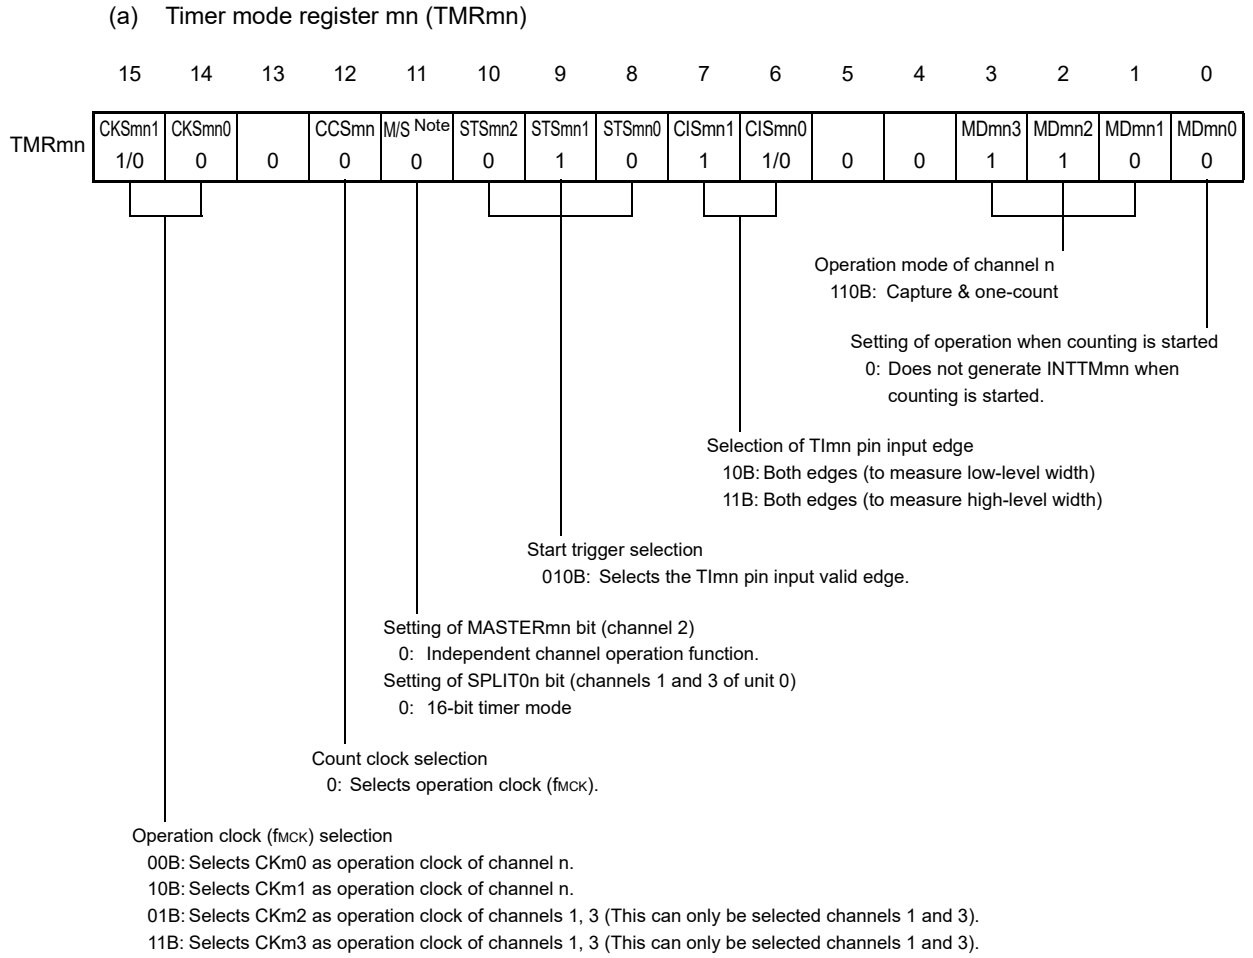 (a) Timer mode register mn (TMRmn)
15 14 13 12 11 10 9 8 7 6 5 4 3 2 1 0
CKSmn1 CKSmn0 CCSmn M/S Note STSmn2 STSmn1 STSmn0 CISmn1 CISmn0 MDmn3 MDmn2 MDmn1 MDmn0
TMRmn
1/0 0 0 0 0 0 1 0 1 1/0 0 0 1 1 0 0
Operation mode of channel n
110B: Capture & one-count
Setting of operation when counting is started
0: Does not generate INTTMmn when
counting is started.
Selection of TImn pin input edge
10B: Both edges (to measure low-level width)
11B: Both edges (to measure high-level width)
Start trigger selection
010B: Selects the TImn pin input valid edge.
Setting of MASTERmn bit (channel 2)
0: Independent channel operation function.
Setting of SPLIT0n bit (channels 1 and 3 of unit 0)
0: 16-bit timer mode
Count clock selection
0: Selects operation clock (fMCK).
Operation clock (fMCK) selection
00B: Selects CKm0 as operation clock of channel n.
10B: Selects CKm1 as operation clock of channel n.
01B: Selects CKm2 as operation clock of channels 1, 3 (This can only be selected channels 1 and 3).
11B: Selects CKm3 as operation clock of channels 1, 3 (This can only be selected channels 1 and 3).